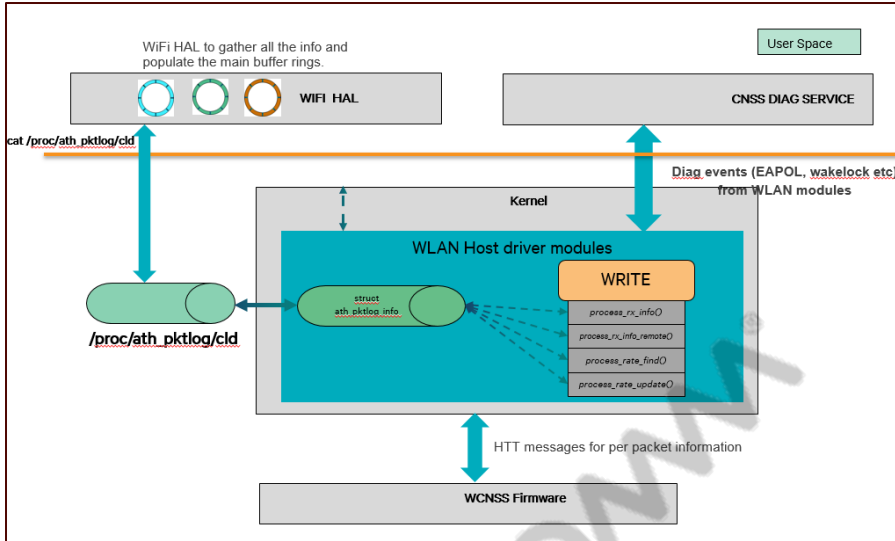 WiFi HAL to gather all the info and
populate the main buffer rings.
User Space
WIFI HAL
CNSS DIAG SERVICE
cat /proc/ath_pktlog/cld
Diag events (EAPOL, wakelock etc)
from WLAN modules
Kernel
WLAN Host driver modules
WRITE
struct
ath_pktlog_info
process_rx_info()
process_rx_info_remote()
process_rate_find()
process_rate_update()
/proc/ath_pktlog/cld
HTT messages for per packet information
WCNSS Firmware